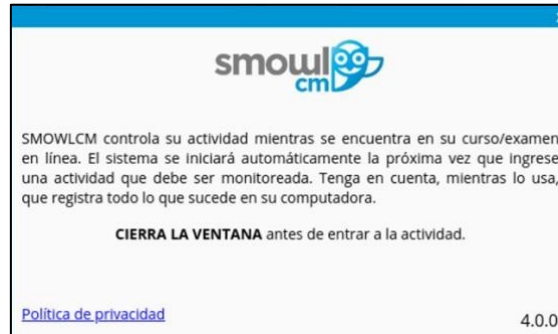 smowl
cm
SMOWLCM controla su actividad mientras se encuentra en su curso/examen
en línea. El sistema se iniciará automáticamente la próxima vez que ingrese
una actividad que debe ser monitoreada. Tenga en cuenta, mientras lo usa,
que registra todo lo que sucede en su computadora.
CIERRA LA VENTANA antes de entrar a la actividad.
Política de privacidad
4.0.0